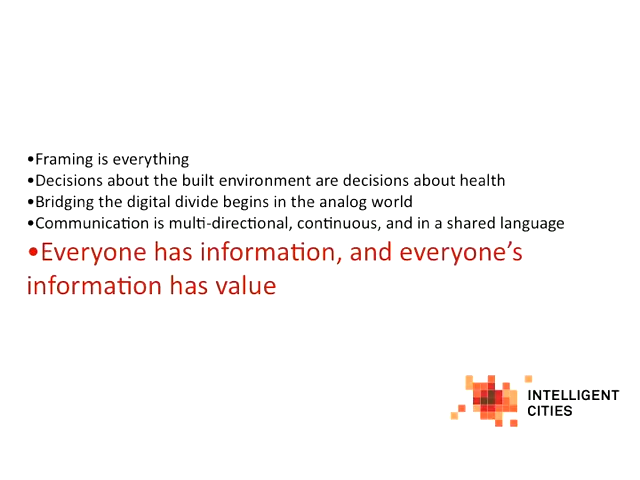 •Framing is everything
•Decisions about the built environment are decisions about health
•Bridging the digital divide begins in the analog world
•Communication is multi-directional, continuous, and in a shared language
•Everyone has information, and everyone’s
information has value
INTELLIGENT
CITIES